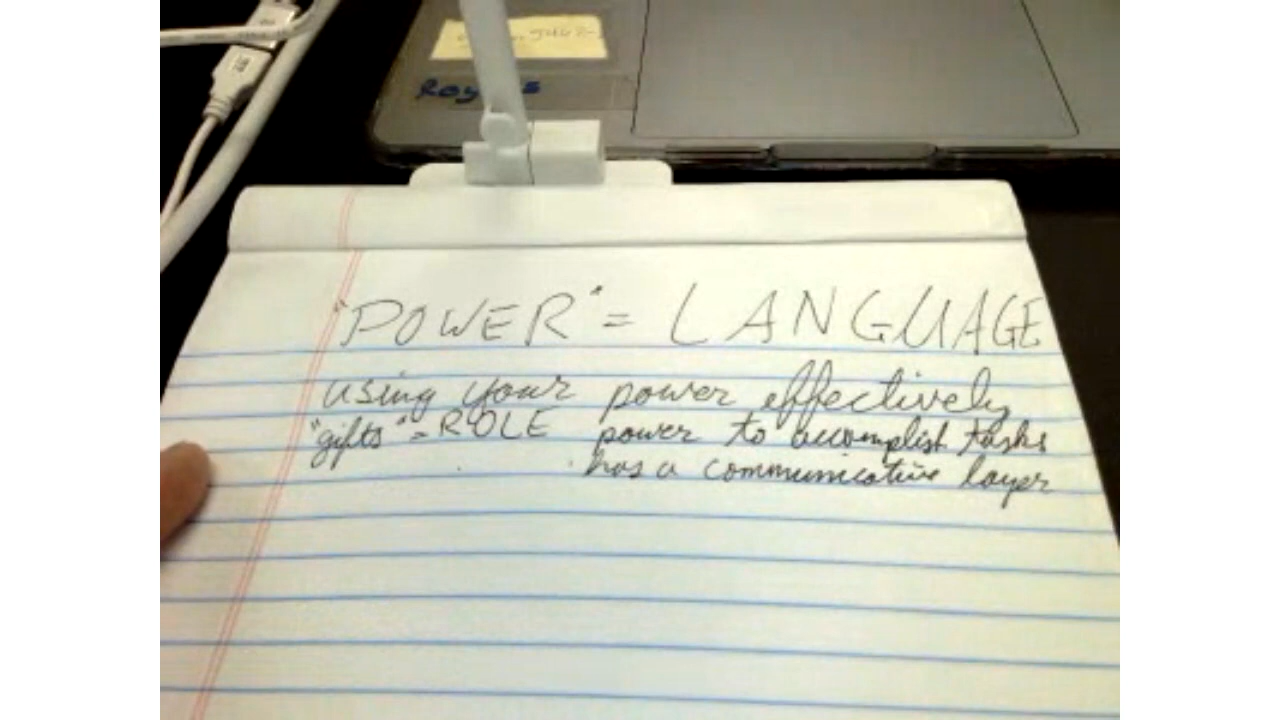 "POWER" = LANGUAGE
using your power effectively
"gifts" = ROLE power to accomplish tasks
has a communicative layer